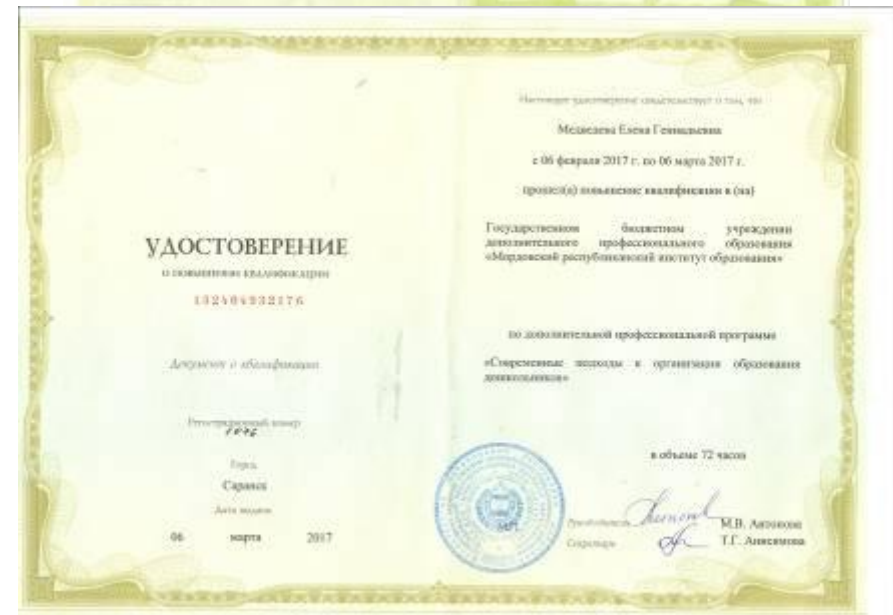 УДОСТОВЕРЕНИЕ
о повышении квалификации
132404932176
Документ о квалификации
Регистрационный номер
Город
Саранск
Дата выдачи
06 марта 2017
Настоящее удостоверение свидетельствует о том, что
Медведева Елена Геннадьевна
с 06 февраля 2017 г. по 06 марта 2017 г.
прошел(а) повышение квалификации в (на)
Государственном бюджетном учреждении
дополнительного профессионального образования
«Мордовский республиканский институт образования»
по дополнительной профессиональной программе
«Современные подходы к организации образования
дошкольников»
в объеме 72 часов
М.П.
Руководитель М.В. Антонова
Секретарь Т.Г. Анисимова